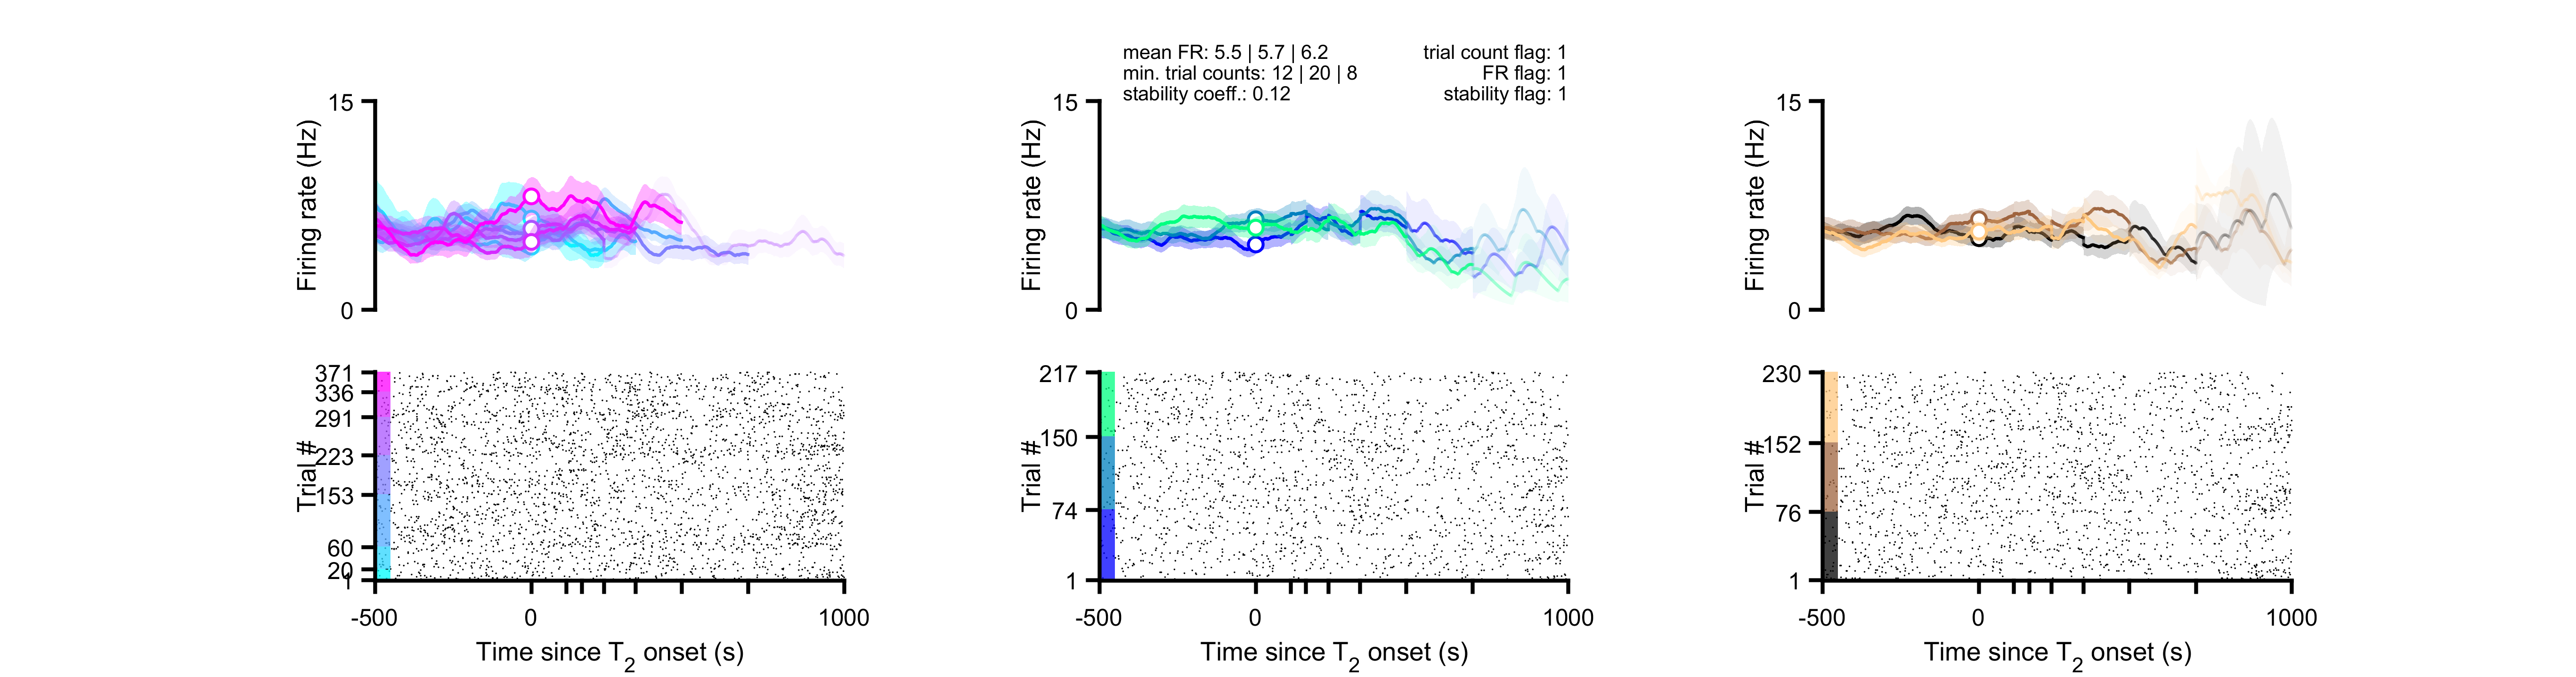 mean FR: 5.5 | 5.7 | 6.2
min. trial counts: 12 | 20 | 8
stability coeff.: 0.12
trial count flag: 1
FR flag: 1
stability flag: 1
15
Firing rate (Hz)
0
15
Firing rate (Hz)
0
15
Firing rate (Hz)
0
371
336
291
223
153
60
20
1
Trial #
-500
0
1000
Time since T2 onset (s)
217
150
74
1
Trial #
-500
0
1000
Time since T2 onset (s)
230
152
76
1
Trial #
-500
0
1000
Time since T2 onset (s)